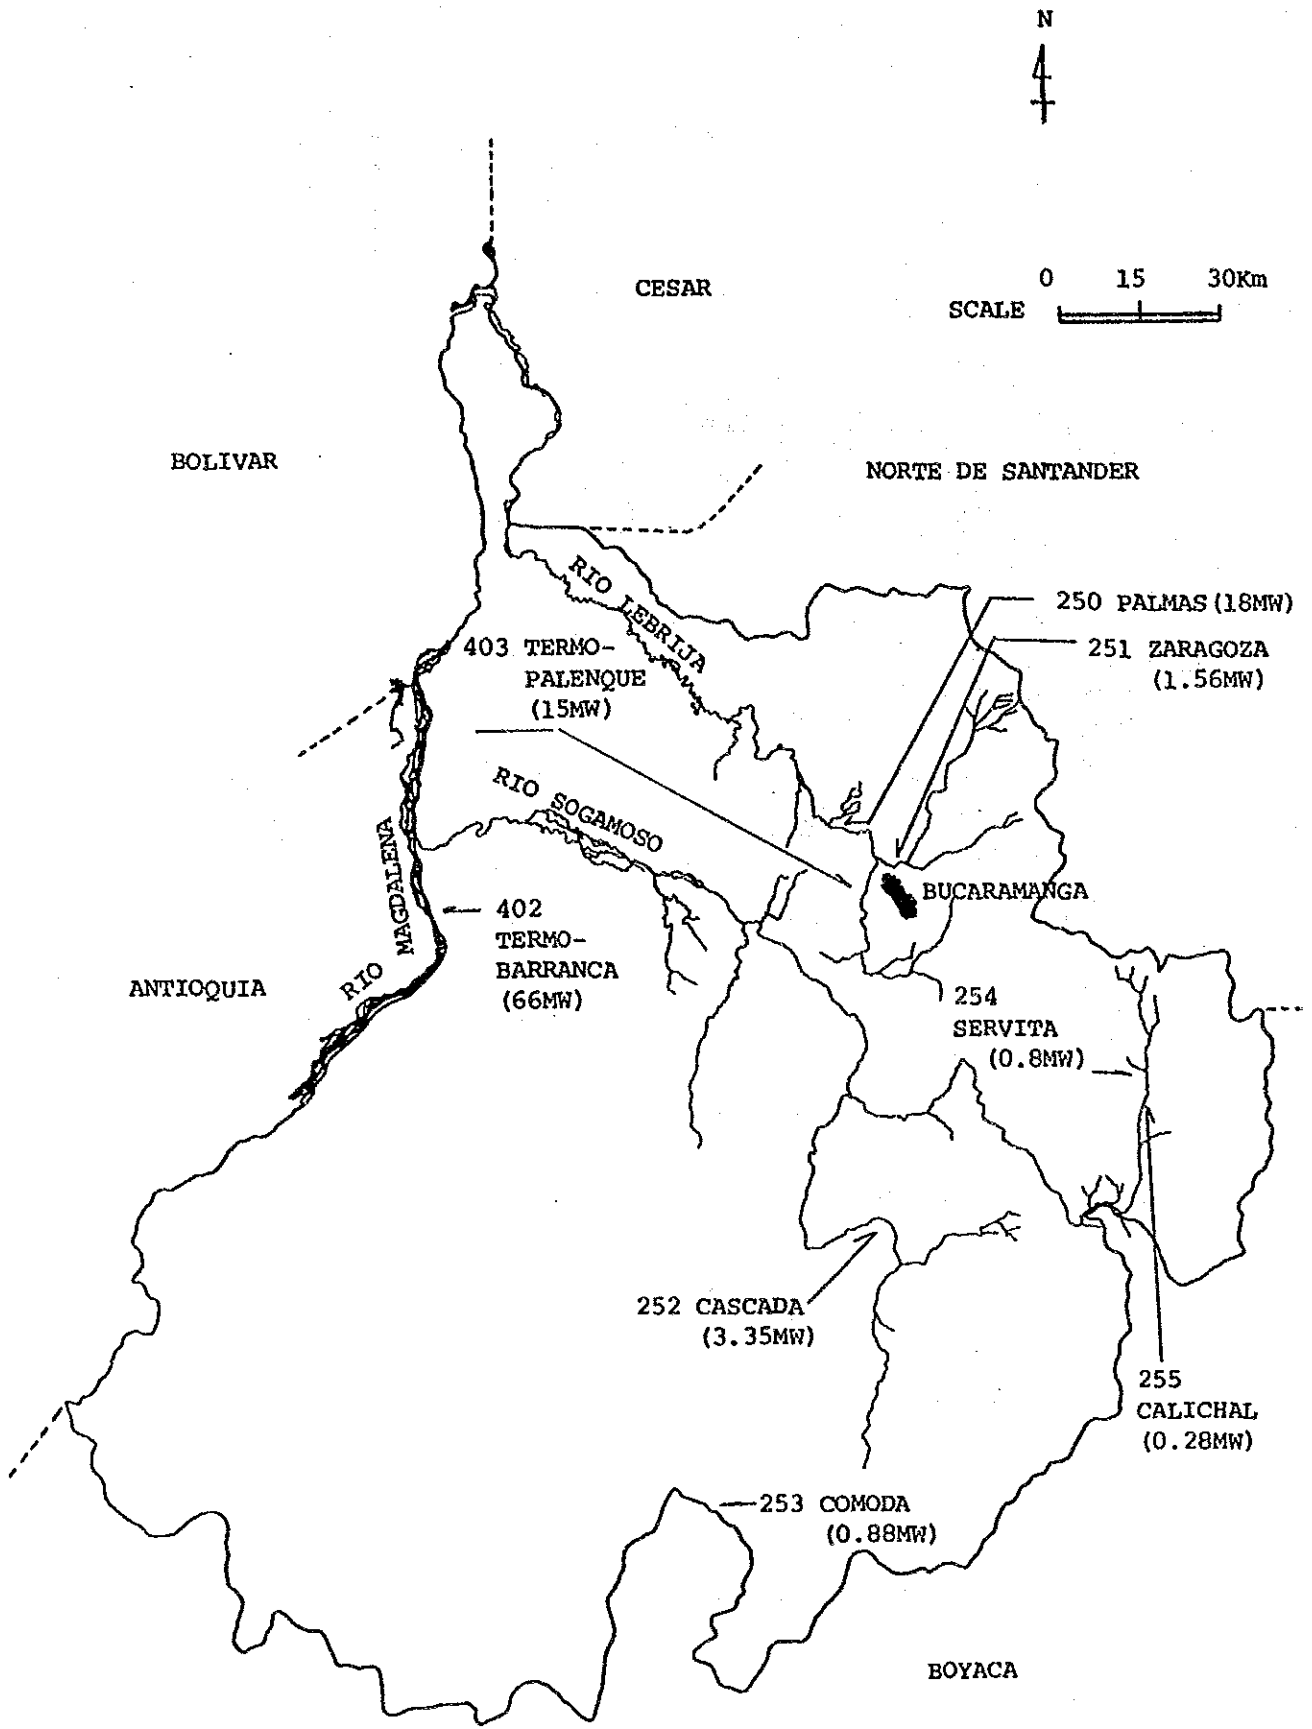 N
CESAR
0 15 30Km
SCALE
BOLIVAR
NORTE DE SANTANDER
RIO LEBRIJA
250 PALMAS (18MW)
251 ZARAGOZA
(1.56MW)
403 TERMO-
PALENQUE
(15MW)
RIO SOGAMOSO
RIO MAGDALENA
BUCARAMANGA
402
TERMO-
BARRANCA
(66MW)
ANTIOQUIA
254
SERVITA
(0.8MW)
252 CASCADA
(3.35MW)
255
CALICHAL
(0.28MW)
253 COMODA
(0.88MW)
BOYACA